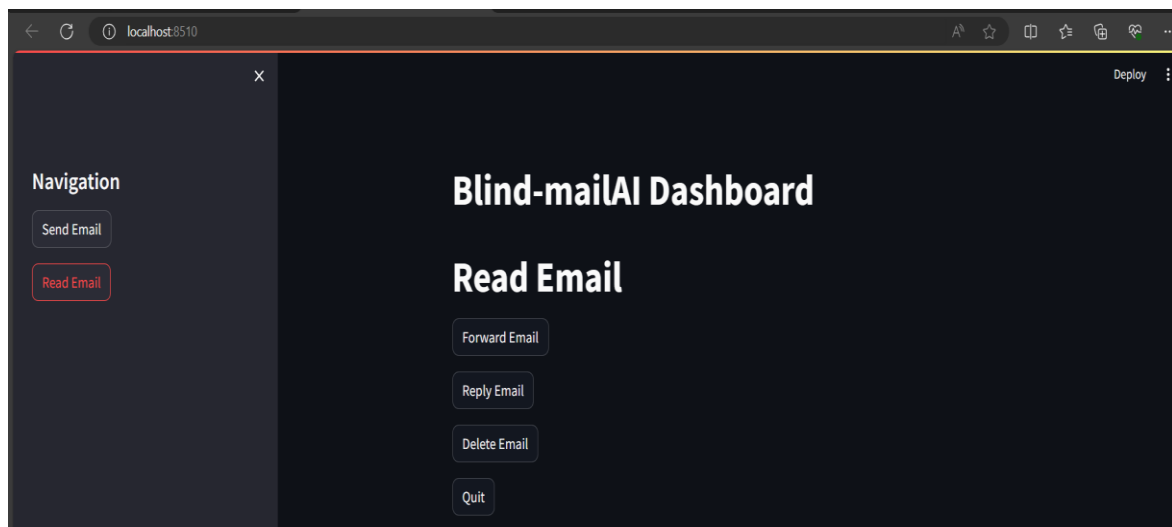 localhost:8510
Deploy
Navigation
Send Email
Read Email
Blind-mailAI Dashboard
Read Email
Forward Email
Reply Email
Delete Email
Quit